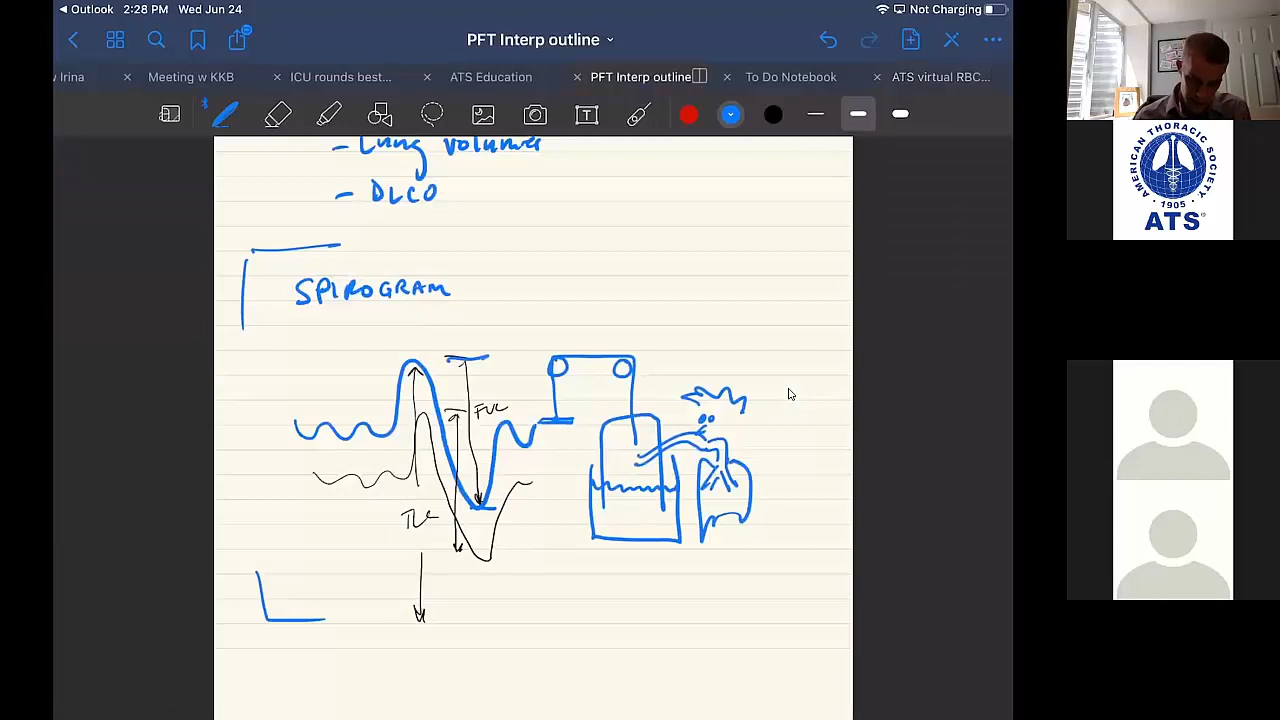 Outlook 2:28 PM Wed Jun 24 Not Charging
PFT Interp outline
w Irina Meeting w KKB ICU rounds bas... ATS Education PFT Interp outline To Do Notebook ATS virtual RBC...
T
- Lung volumes
- DLCO
SPIROGRAM
FVC
TLC
AMERICAN THORACIC SOCIETY
1905
ATS®